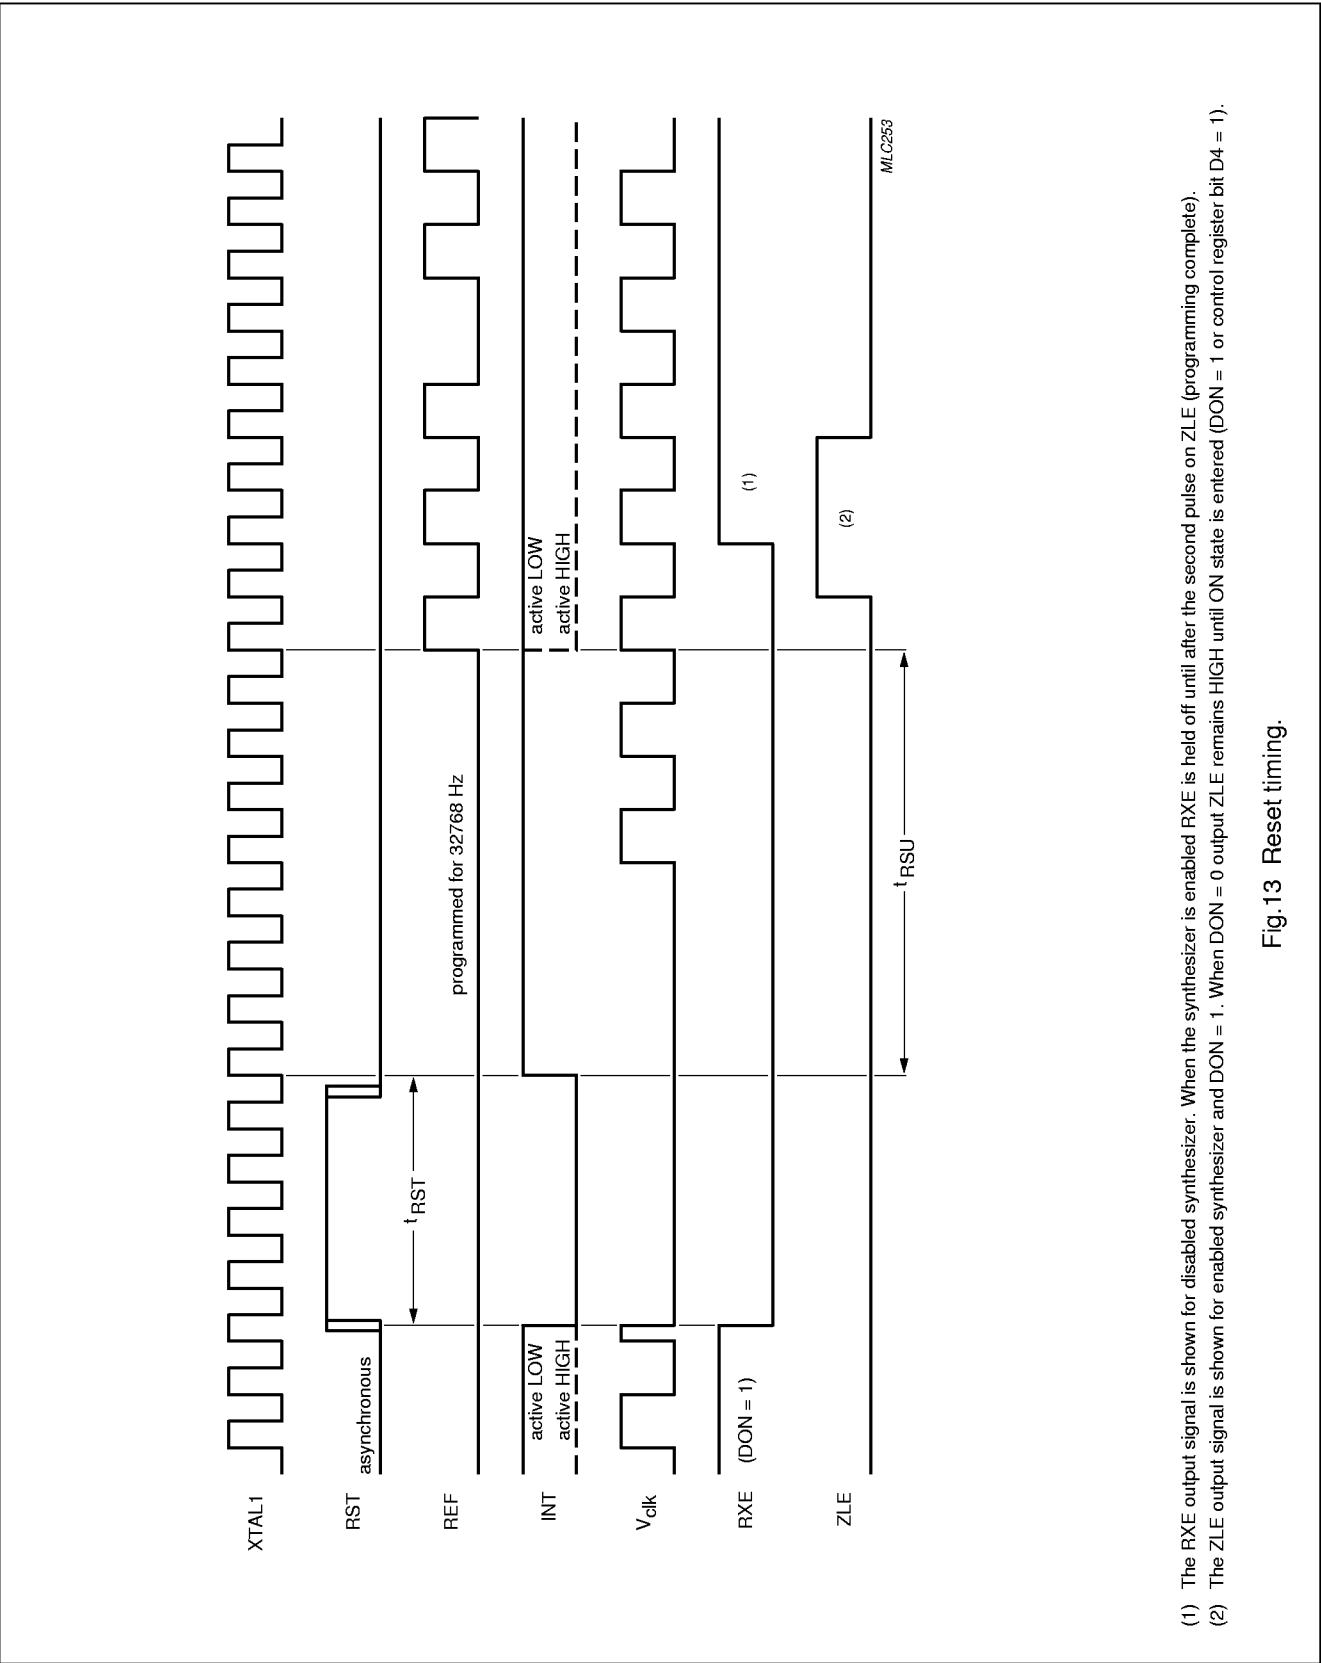 XTAL1
RST
asynchronous
t RST
REF
programmed for 32768 Hz
INT
active LOW
active HIGH
active LOW
active HIGH
Vclk
RXE
(DON = 1)
(1)
ZLE
(2)
t RSU
MLC253
(1) The RXE output signal is shown for disabled synthesizer. When the synthesizer is enabled RXE is held off until after the second pulse on ZLE (programming complete).
(2) The ZLE output signal is shown for enabled synthesizer and DON = 1. When DON = 0 output ZLE remains HIGH until ON state is entered (DON = 1 or control register bit D4 = 1).
Fig.13 Reset timing.